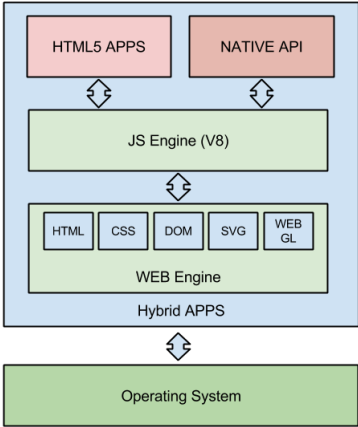 HTML5 APPS
NATIVE API
JS Engine (V8)
HTML
CSS
DOM
SVG
WEB
GL
WEB Engine
Hybrid APPS
Operating System